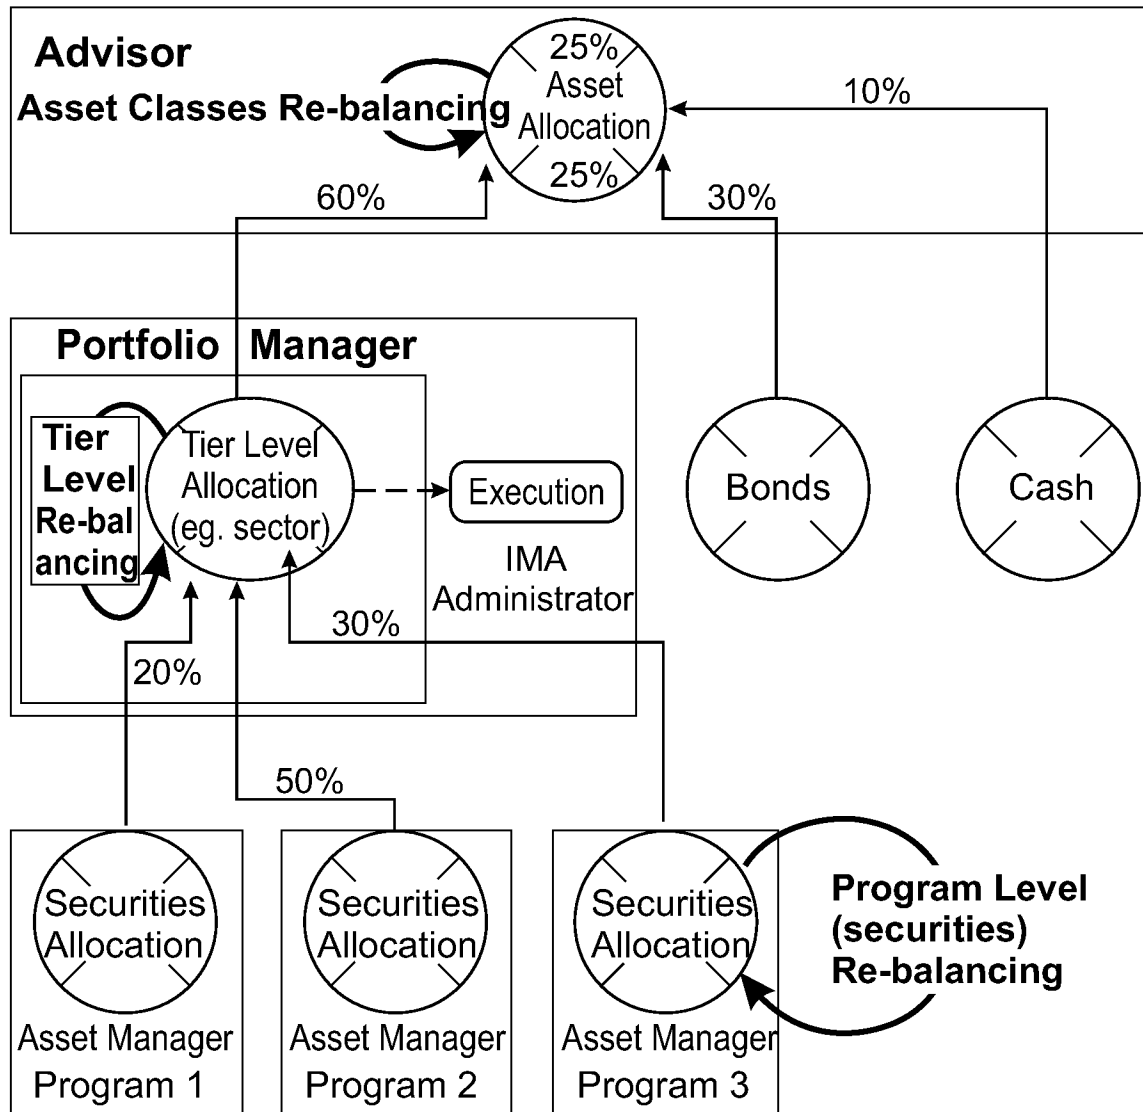 Advisor
Asset Classes Re-balancing
25%
Asset
Allocation
25%
10%
60%
30%
Portfolio Manager
Tier
Level
Re-bal
ancing
Tier Level
Allocation
(eg. sector)
Execution
IMA
Administrator
Bonds
Cash
20%
30%
50%
Securities
Allocation
Asset Manager
Program 1
Securities
Allocation
Asset Manager
Program 2
Securities
Allocation
Asset Manager
Program 3
Program Level
(securities)
Re-balancing